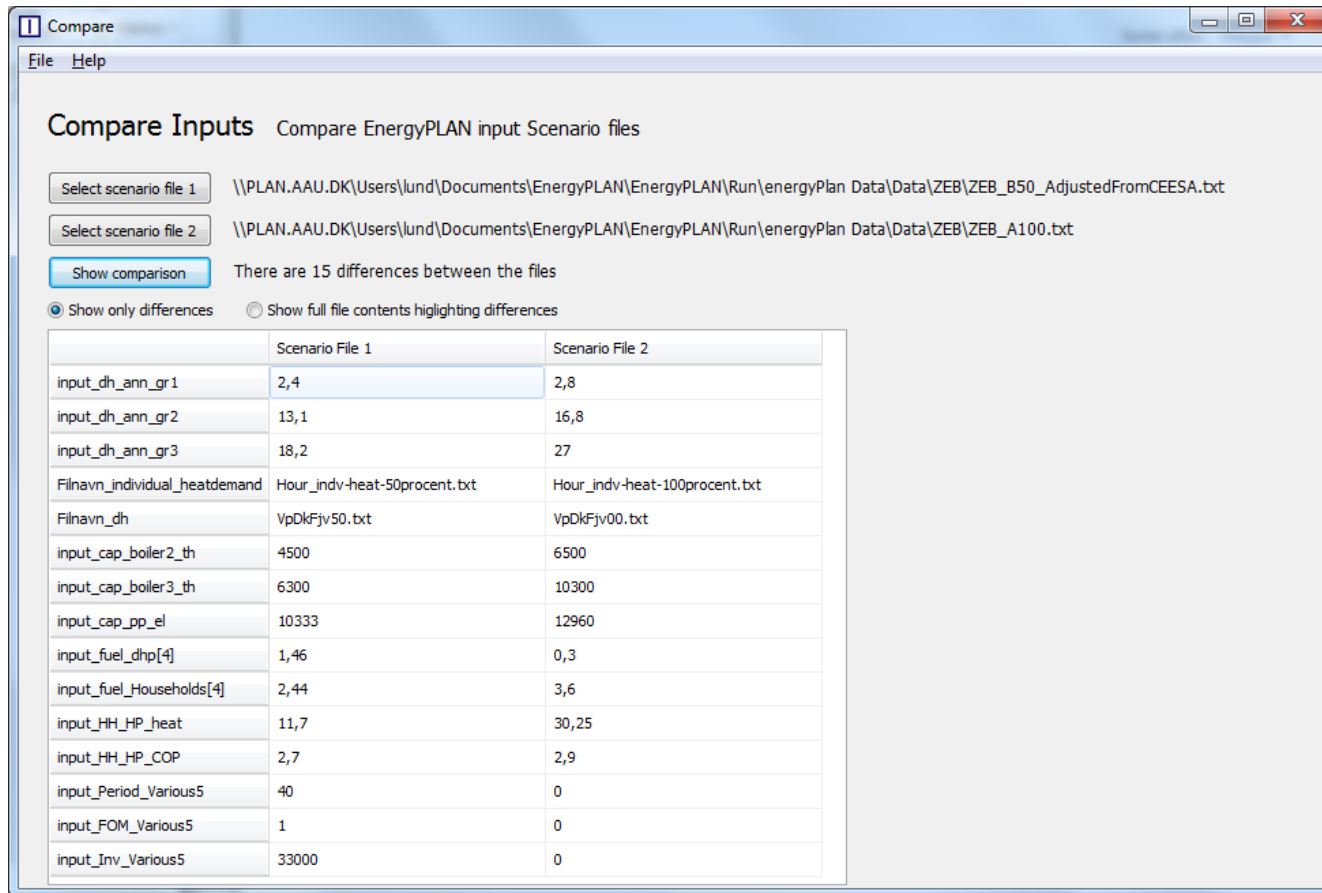 Compare
File Help
Compare Inputs Compare EnergyPLAN input Scenario files
Select scenario file 1 \\PLAN.AAU.DK\Users\lund\Documents\EnergyPLAN\EnergyPLAN\Run\energyPlan Data\Data\ZEB\ZEB_B50_AdjustedFromCEESA.txt
Select scenario file 2 \\PLAN.AAU.DK\Users\lund\Documents\EnergyPLAN\EnergyPLAN\Run\energyPlan Data\Data\ZEB\ZEB_A100.txt
Show comparison There are 15 differences between the files
Show only differences Show full file contents higlighting differences
Scenario File 1 Scenario File 2
input_dh_ann_gr1 2,4 2,8
input_dh_ann_gr2 13,1 16,8
input_dh_ann_gr3 18,2 27
Filnavn_individual_heatdemand Hour_indv-heat-50procent.txt Hour_indv-heat-100procent.txt
Filnavn_dh VpDkFjv50.txt VpDkFjv00.txt
input_cap_boiler2_th 4500 6500
input_cap_boiler3_th 6300 10300
input_cap_pp_el 10333 12960
input_fuel_dhp[4] 1,46 0,3
input_fuel_Households[4] 2,44 3,6
input_HH_HP_heat 11,7 30,25
input_HH_HP_COP 2,7 2,9
input_Period_Various5 40 0
input_FOM_Various5 1 0
input_Inv_Various5 33000 0